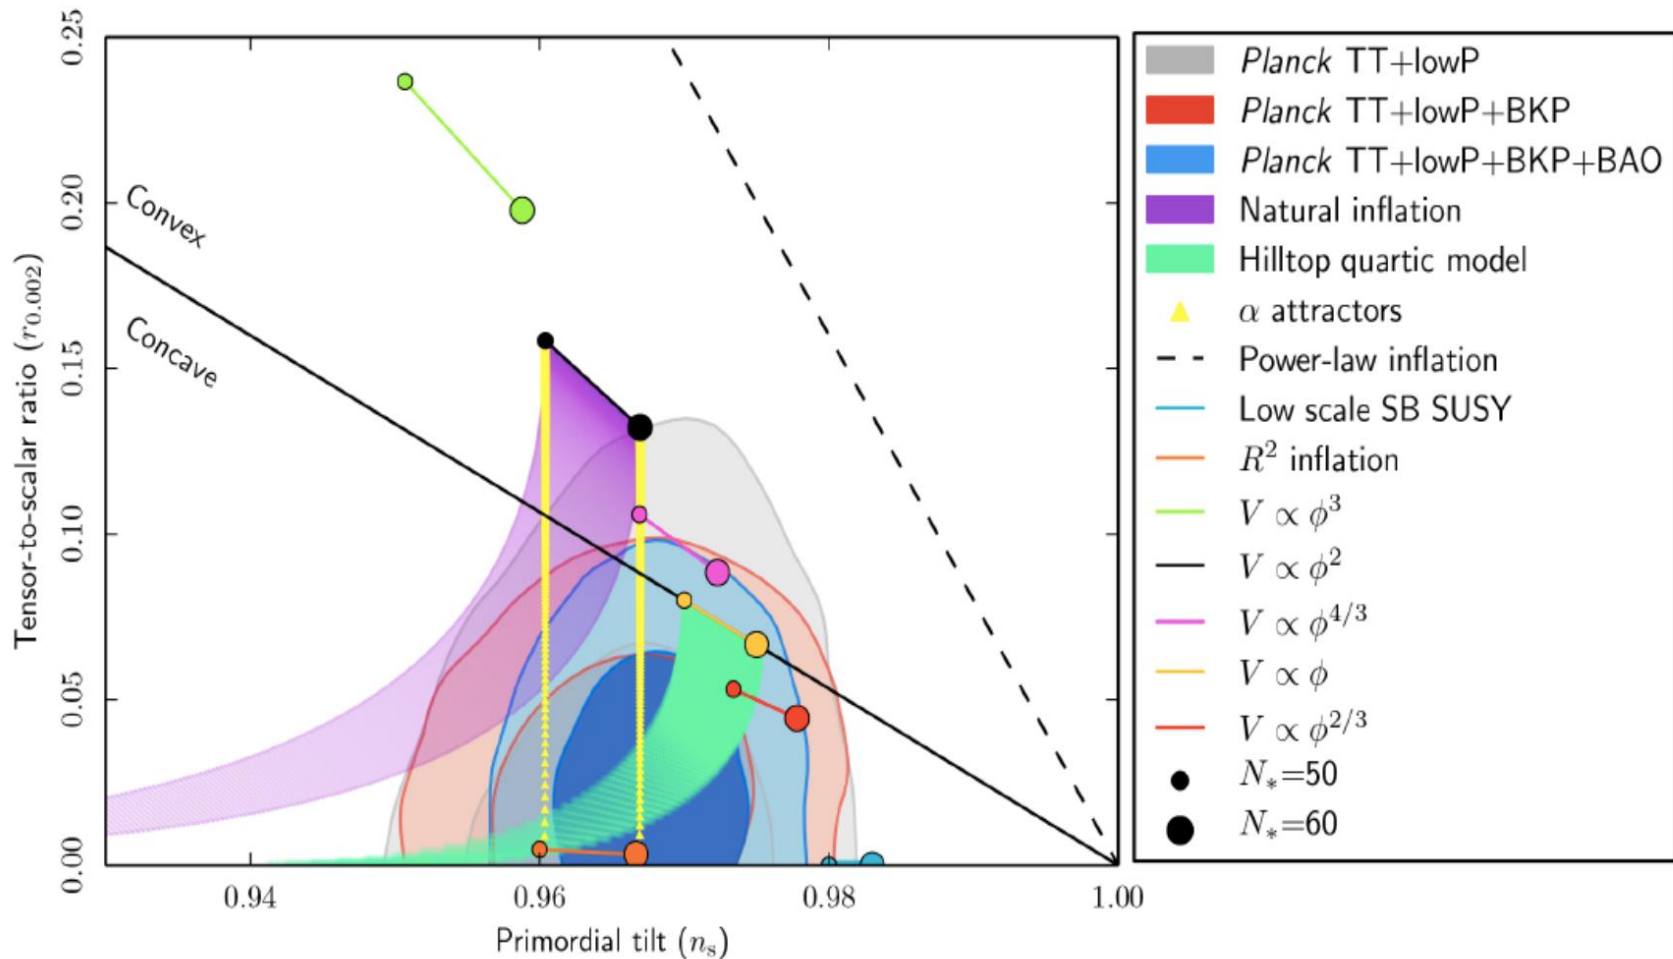 0.25
0.20
0.15
0.10
0.05
0.00
Tensor-to-scalar ratio (r0.002)
Convex
Concave
0.94
0.96
0.98
1.00
Primordial tilt (ns)
Planck TT+lowP
Planck TT+lowP+BKP
Planck TT+lowP+BKP+BAO
Natural inflation
Hilltop quartic model
α attractors
Power-law inflation
Low scale SB SUSY
R² inflation
V ∝ ϕ³
V ∝ ϕ²
V ∝ ϕ^4/3
V ∝ ϕ
V ∝ ϕ^2/3
N*=50
N*=60